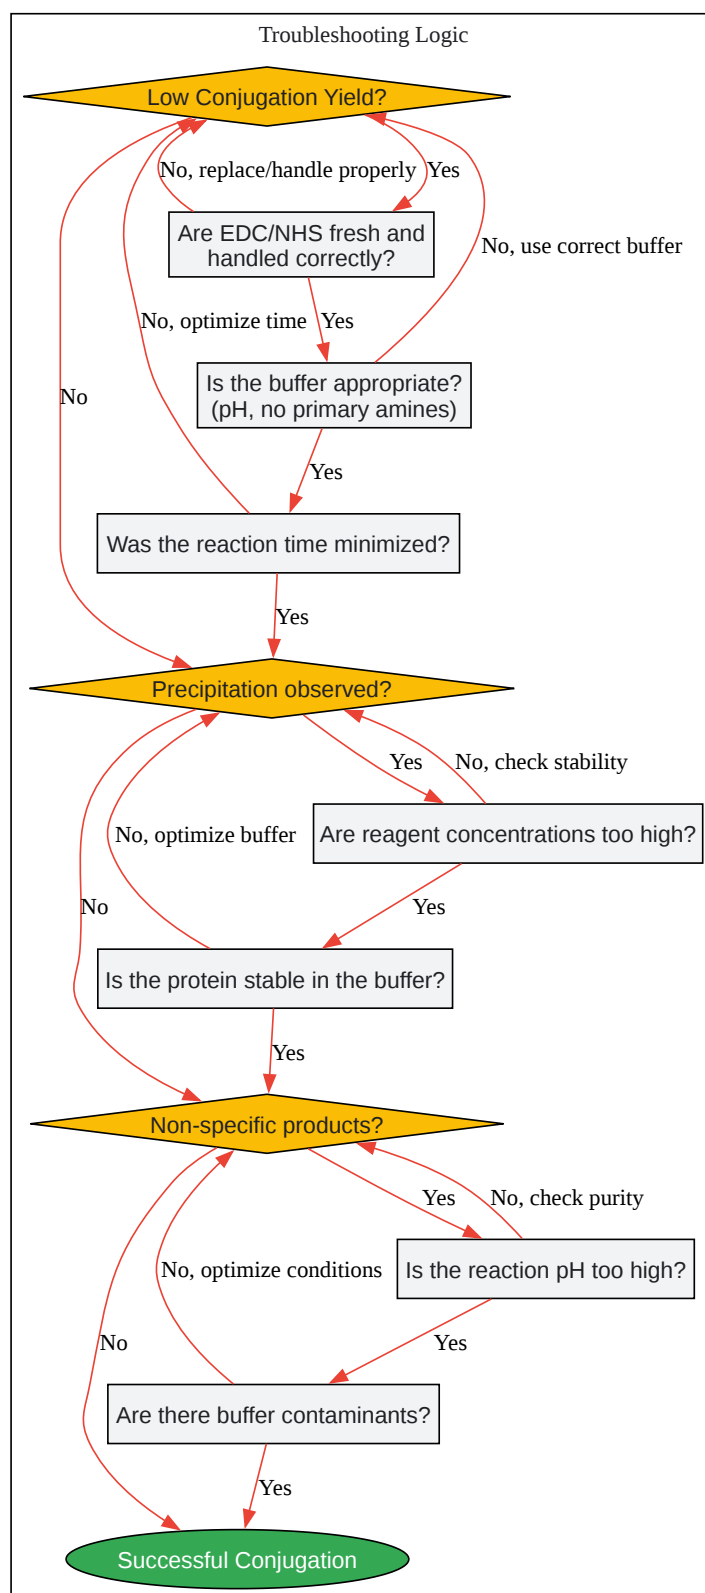 Troubleshooting Logic
Low Conjugation Yield?
No, replace/handle properly
Yes
Are EDC/NHS fresh and
handled correctly?
No, use correct buffer
No, optimize time
Yes
Is the buffer appropriate?
(pH, no primary amines)
No
Yes
Was the reaction time minimized?
Yes
Precipitation observed?
Yes
No, check stability
No, optimize buffer
Are reagent concentrations too high?
No
Yes
Is the protein stable in the buffer?
Yes
Non-specific products?
Yes
No, check purity
No, optimize conditions
Is the reaction pH too high?
No
Yes
Are there buffer contaminants?
Yes
Successful Conjugation